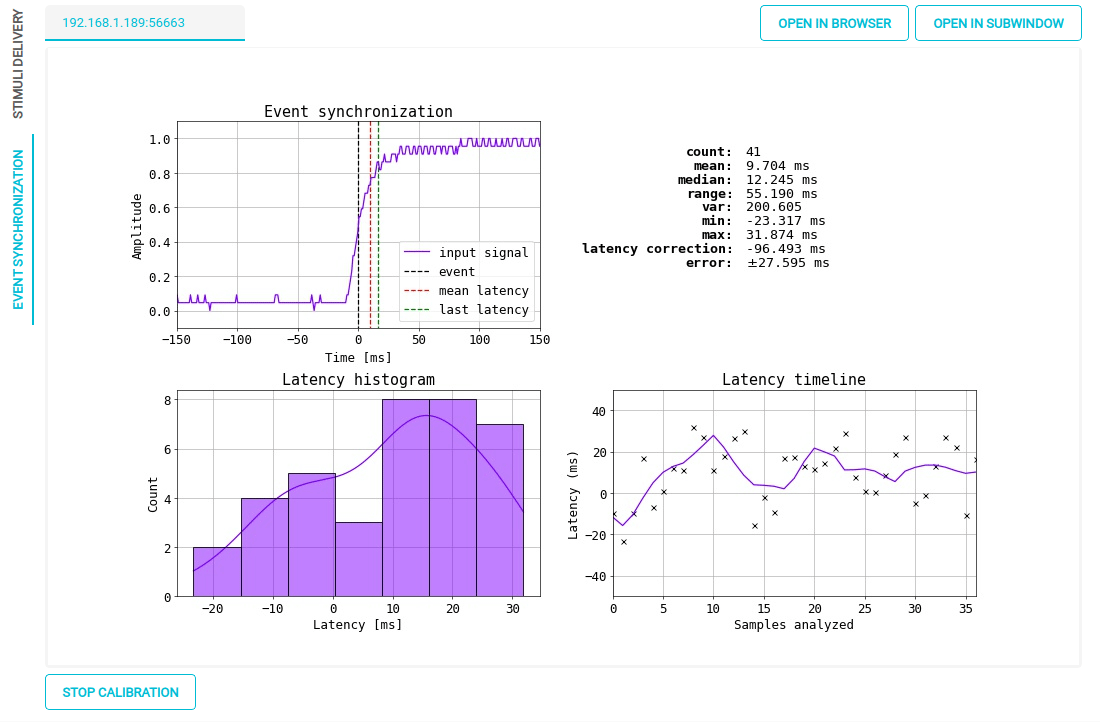 STIMULI DELIVERY
EVENT SYNCHRONIZATION
192.168.1.189:56663
OPEN IN BROWSER
OPEN IN SUBWINDOW
Event synchronization
Amplitude
1.0
0.8
0.6
0.4
0.2
0.0
input signal
event
mean latency
last latency
−150 −100 −50 0 50 100 150
Time [ms]
count: 41
mean: 9.704 ms
median: 12.245 ms
range: 55.190 ms
var: 200.605
min: -23.317 ms
max: 31.874 ms
latency correction: -96.493 ms
error: ±27.595 ms
Latency histogram
Count
8
6
4
2
0
−20 −10 0 10 20 30
Latency [ms]
Latency timeline
Latency (ms)
40
20
0
−20
−40
0 5 10 15 20 25 30 35
Samples analyzed
STOP CALIBRATION